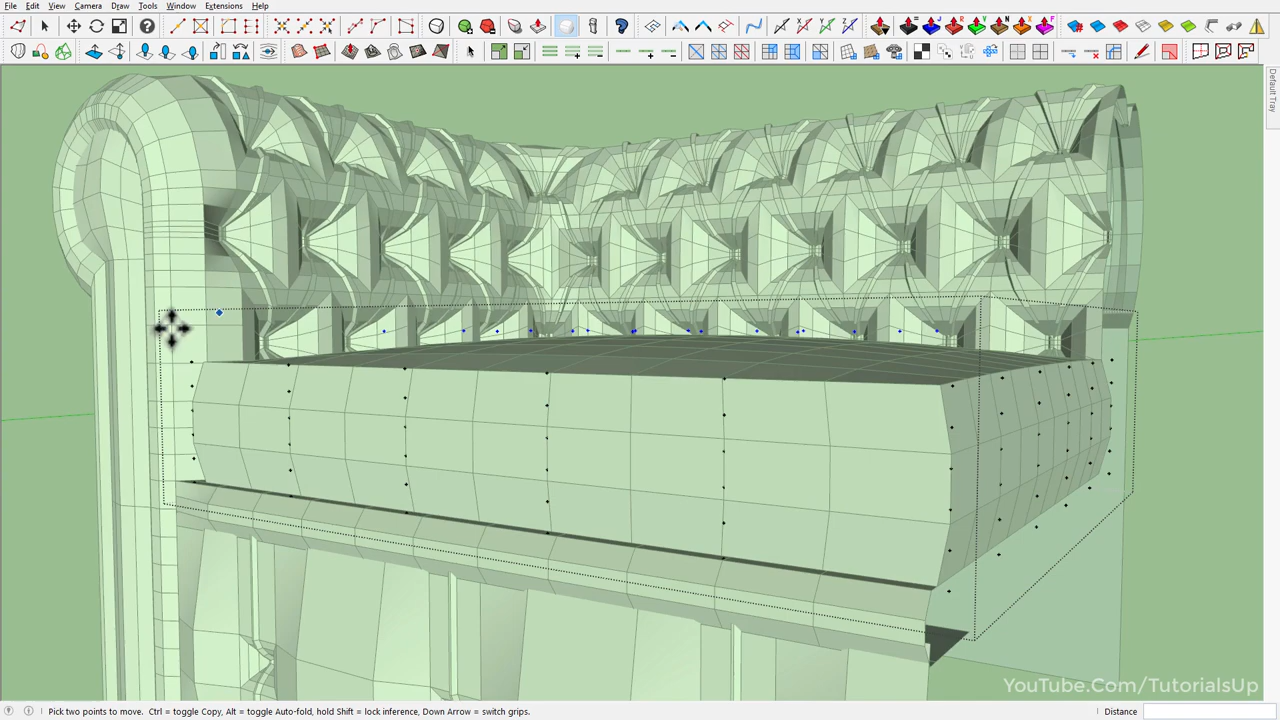 File Edit View Camera Draw Tools Window Extensions Help
Default Tray
YouTube.Com/TutorialsUp
Pick two points to move. Ctrl = toggle Copy, Alt = toggle Auto-fold, hold Shift = lock inference, Down Arrow = switch grips. Distance